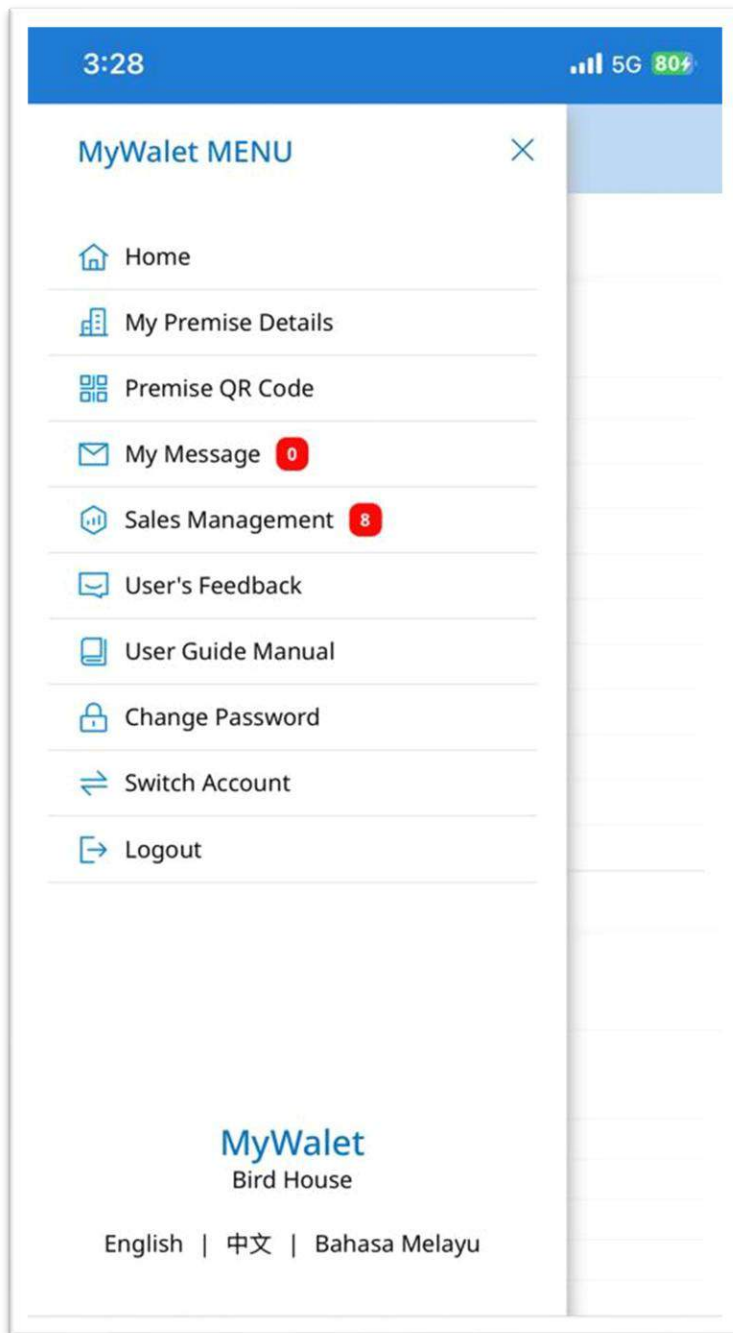 3:28 5G 80
MyWalet MENU
Home
My Premise Details
Premise QR Code
My Message 0
Sales Management 8
User's Feedback
User Guide Manual
Change Password
Switch Account
Logout
MyWalet
Bird House
English | 中文 | Bahasa Melayu